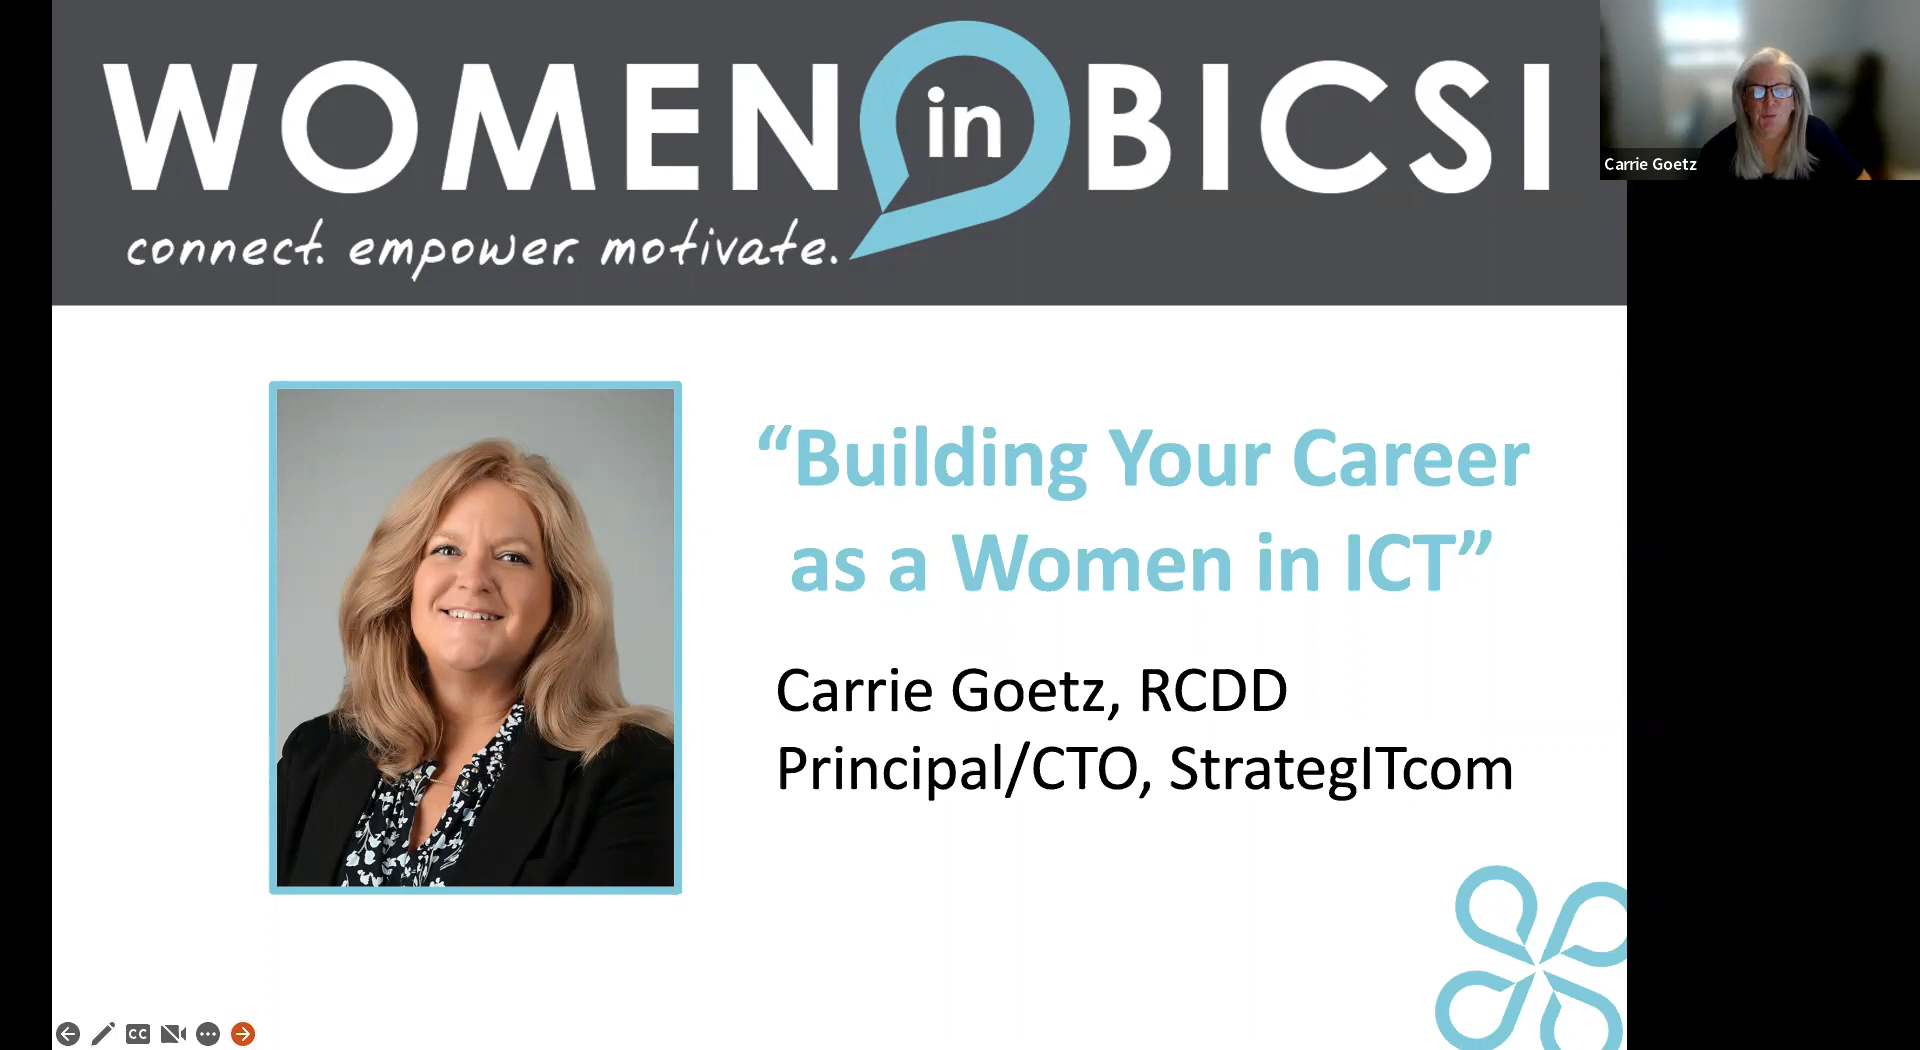 WOMEN in BICSI
connect. empower. motivate.
Carrie Goetz
“Building Your Career
as a Women in ICT”
Carrie Goetz, RCDD
Principal/CTO, StrategITcom
CC